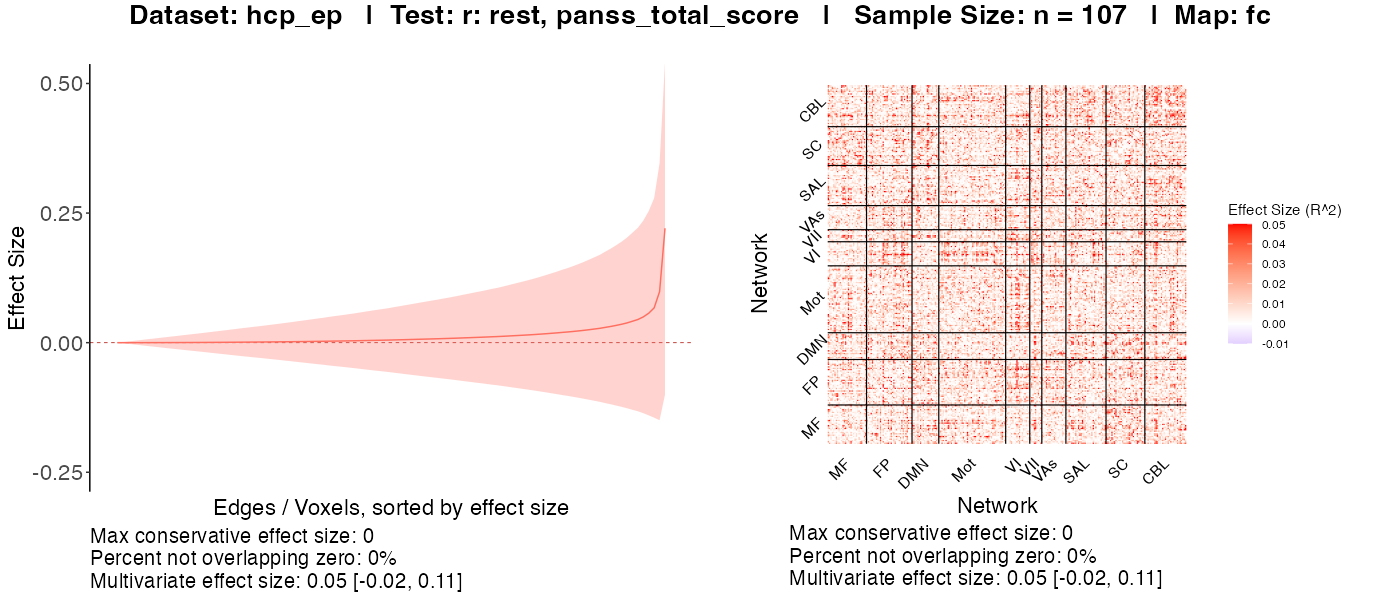 Dataset: hcp_ep | Test: r: rest, panss_total_score | Sample Size: n = 107 | Map: fc
0.50
0.25
0.00
-0.25
Effect Size
Edges / Voxels, sorted by effect size
Max conservative effect size: 0
Percent not overlapping zero: 0%
Multivariate effect size: 0.05 [-0.02, 0.11]
Network
CBL
SC
SAL
VAs
VII
VI
Mot
DMN
FP
MF
MF
FP
DMN
Mot
VI
VII
VAs
SAL
SC
CBL
Network
Max conservative effect size: 0
Percent not overlapping zero: 0%
Multivariate effect size: 0.05 [-0.02, 0.11]
Effect Size (R^2)
0.05
0.04
0.03
0.02
0.01
0.00
-0.01